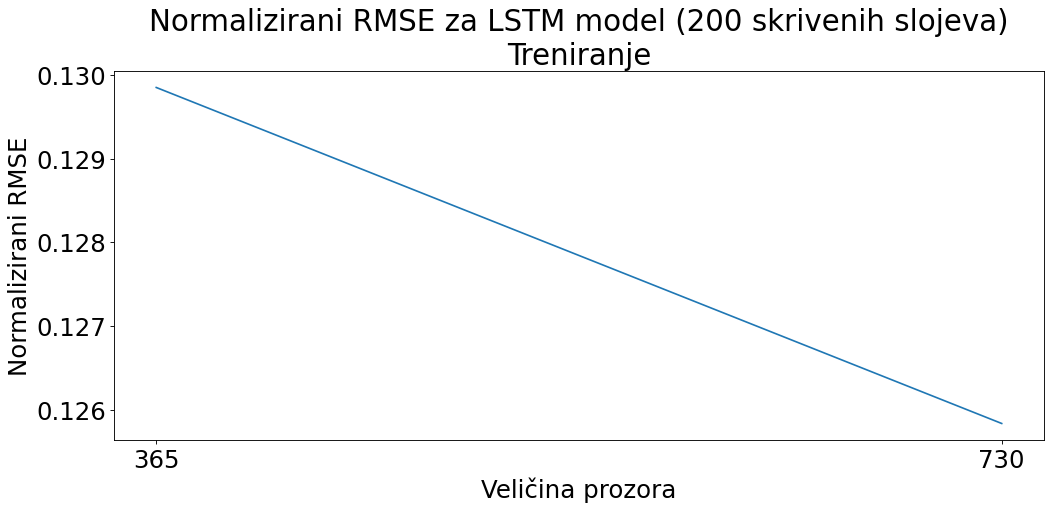 Normalizirani RMSE za LSTM model (200 skrivenih slojeva)
Treniranje
0.130
0.129
0.128
0.127
0.126
Normalizirani RMSE
365
730
Veličina prozora